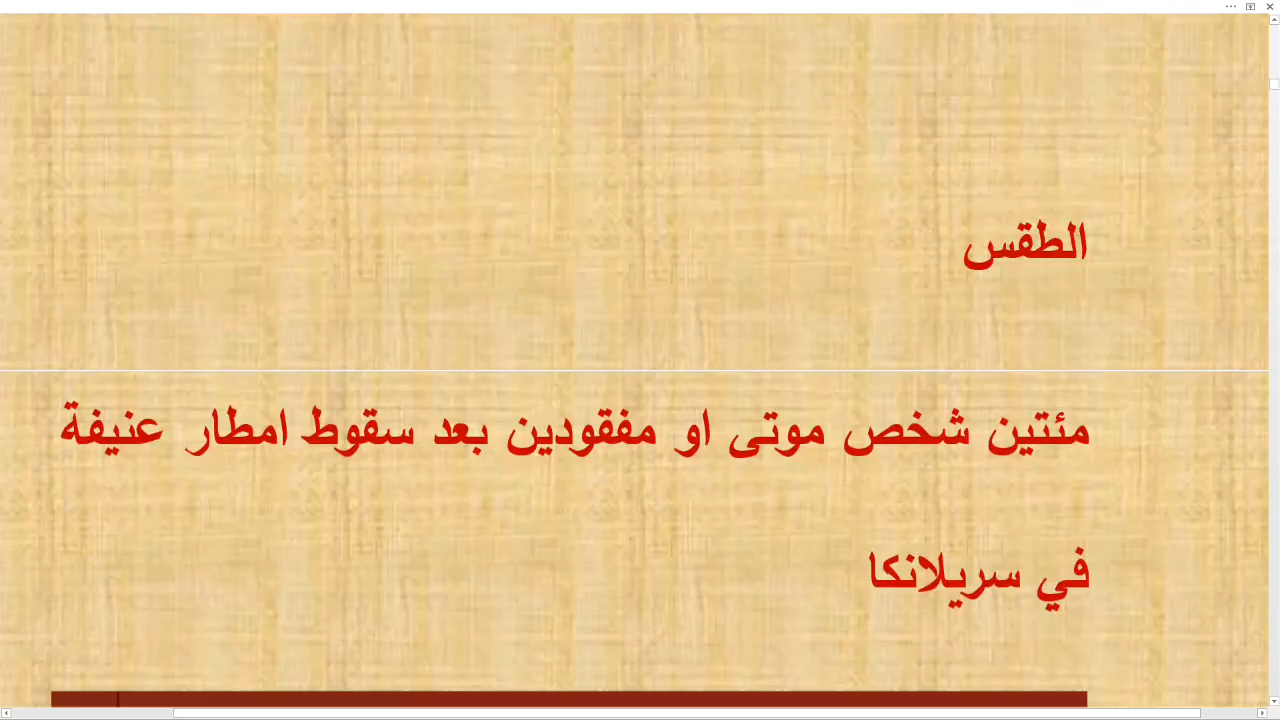 الطقس
مئتين شخص موتى او مفقودين بعد سقوط امطار عنيفة
في سريلانكا